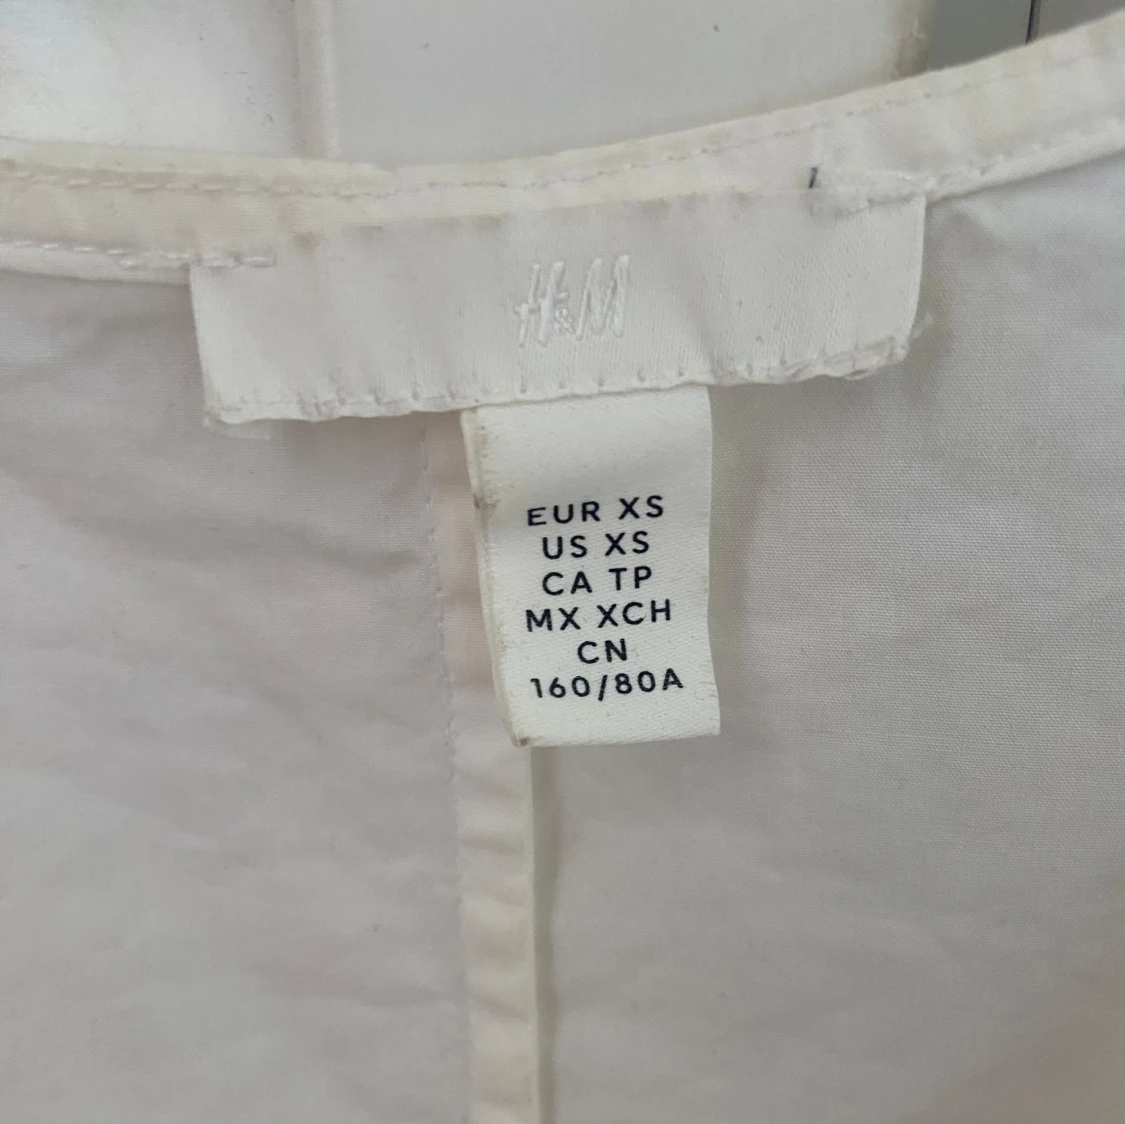 H&M
EUR XS
US XS
CA TP
MX XCH
CN
160/80A